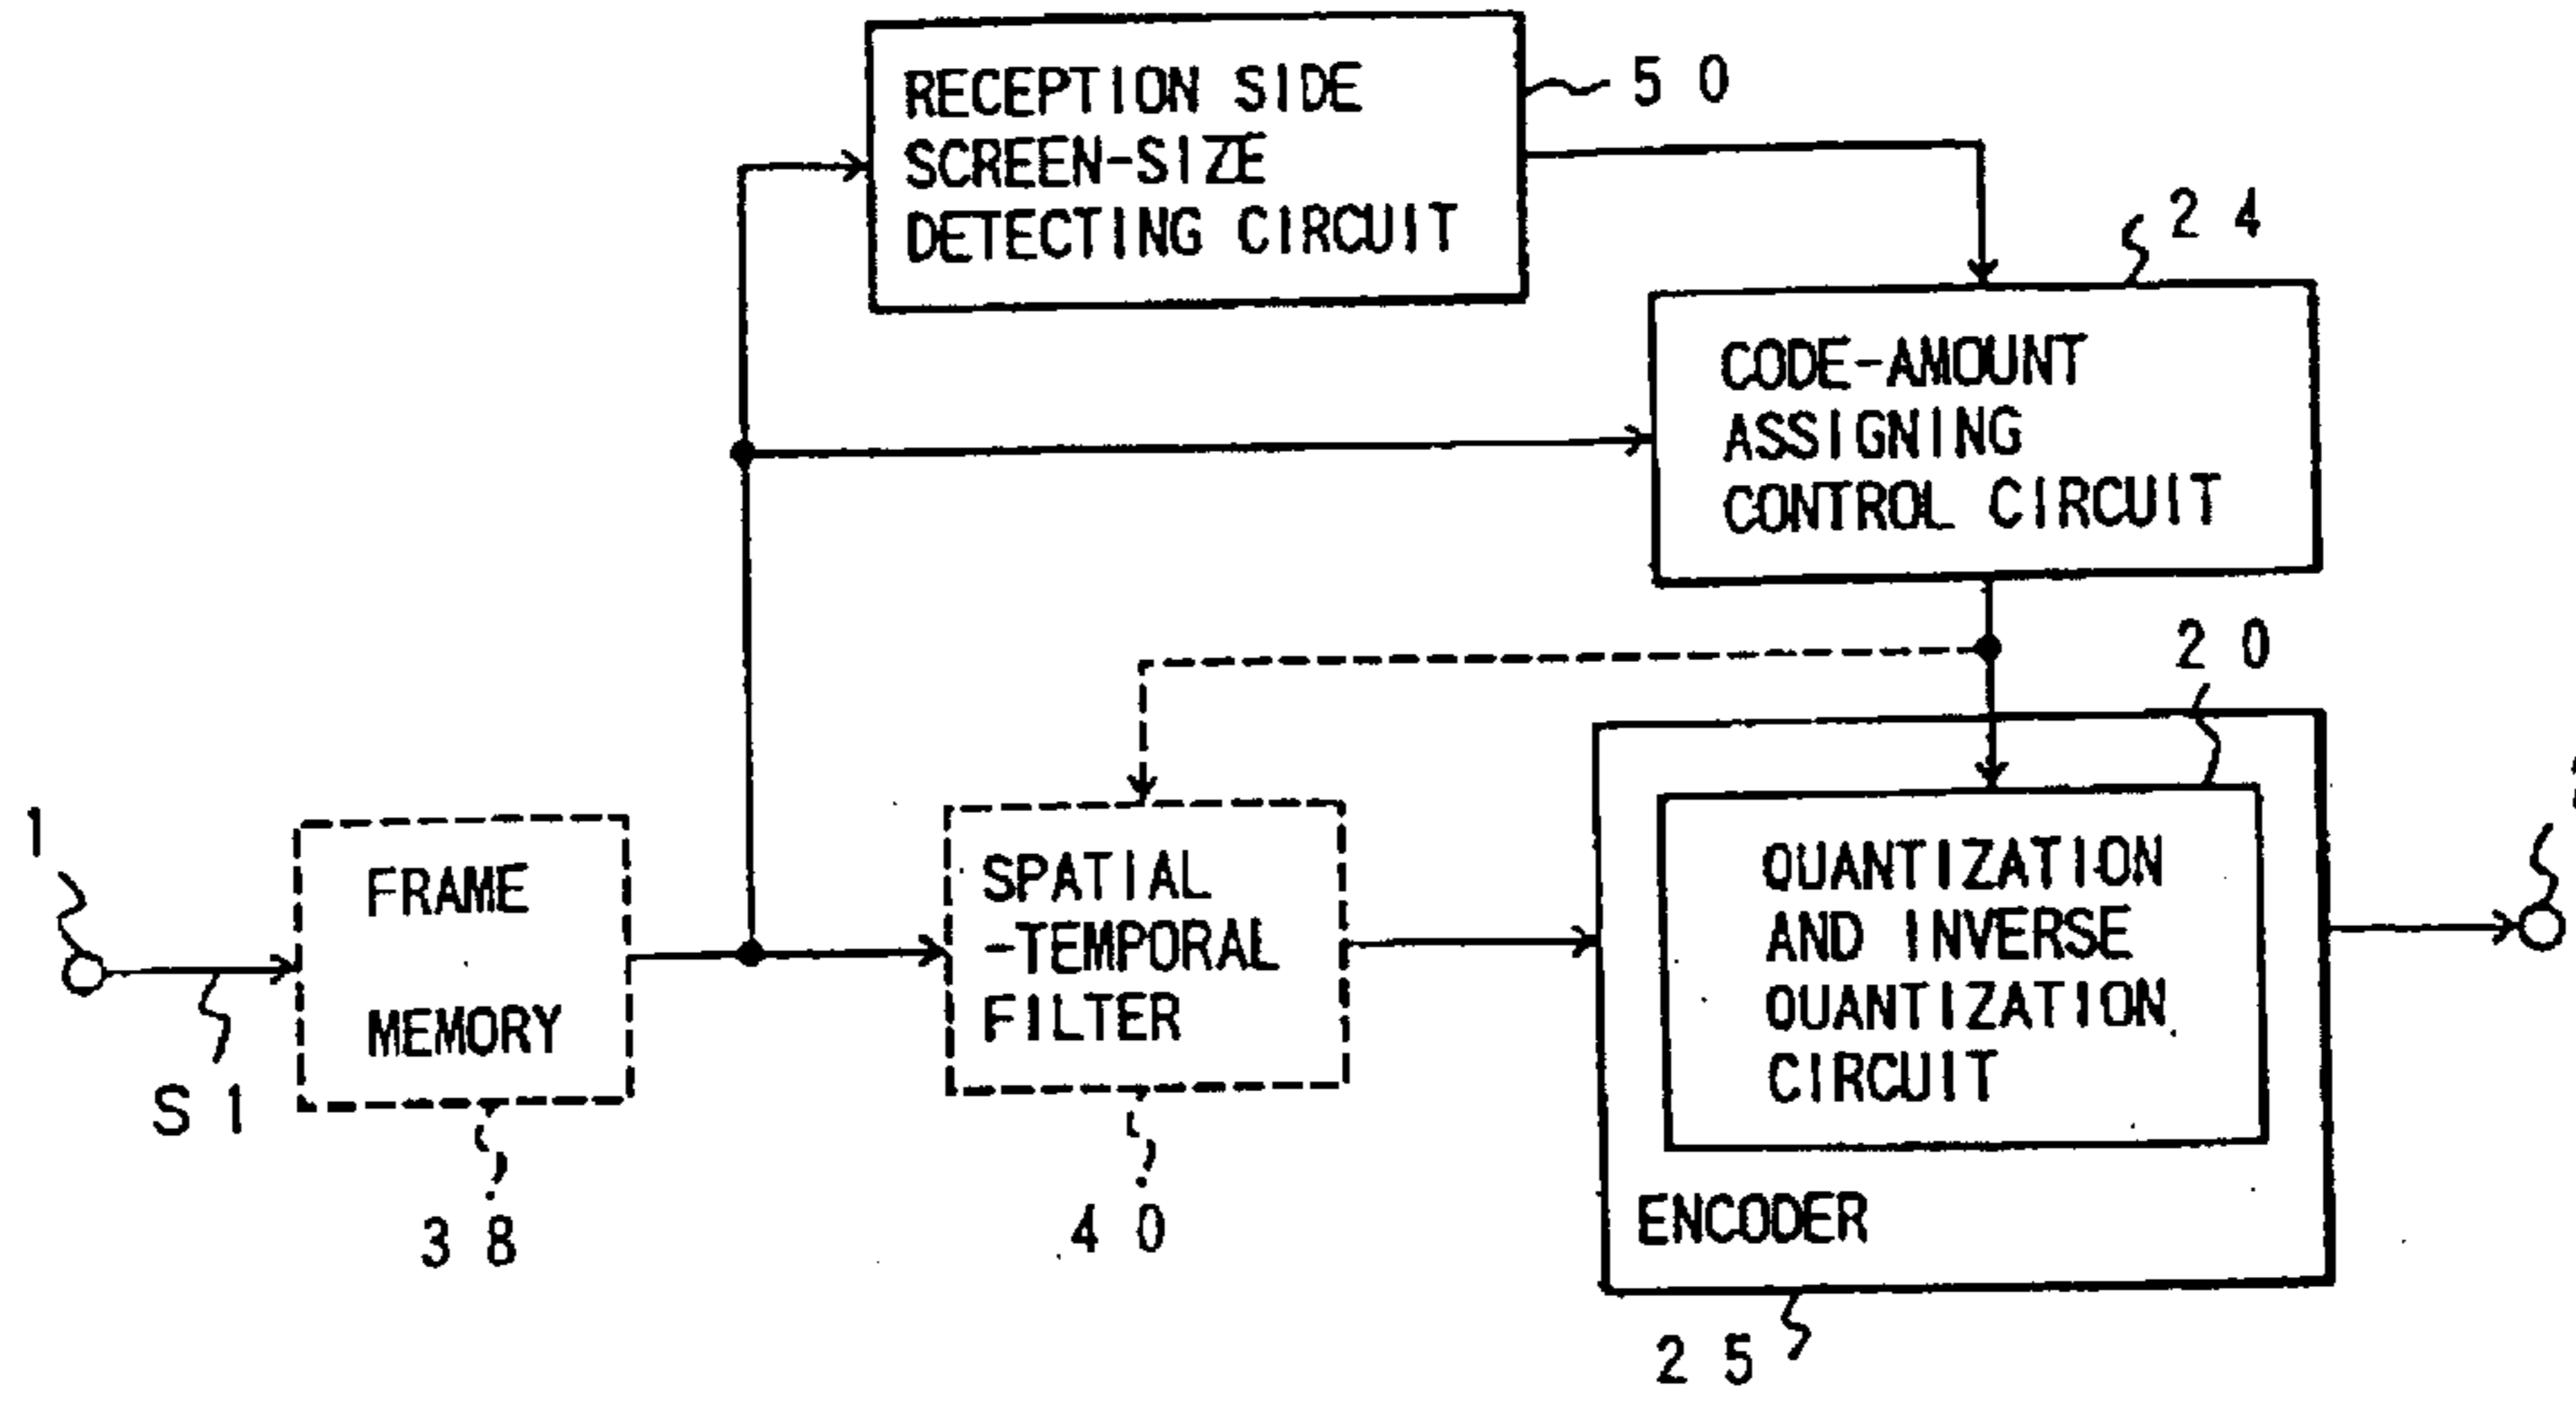 RECEPTION SIDE
SCREEN-SIZE
DETECTING CIRCUIT
50
24
CODE-AMOUNT
ASSIGNING
CONTROL CIRCUIT
20
1
S1
FRAME
MEMORY
38
SPATIAL
-TEMPORAL
FILTER
40
QUANTIZATION
AND INVERSE
QUANTIZATION
CIRCUIT
ENCODER
25